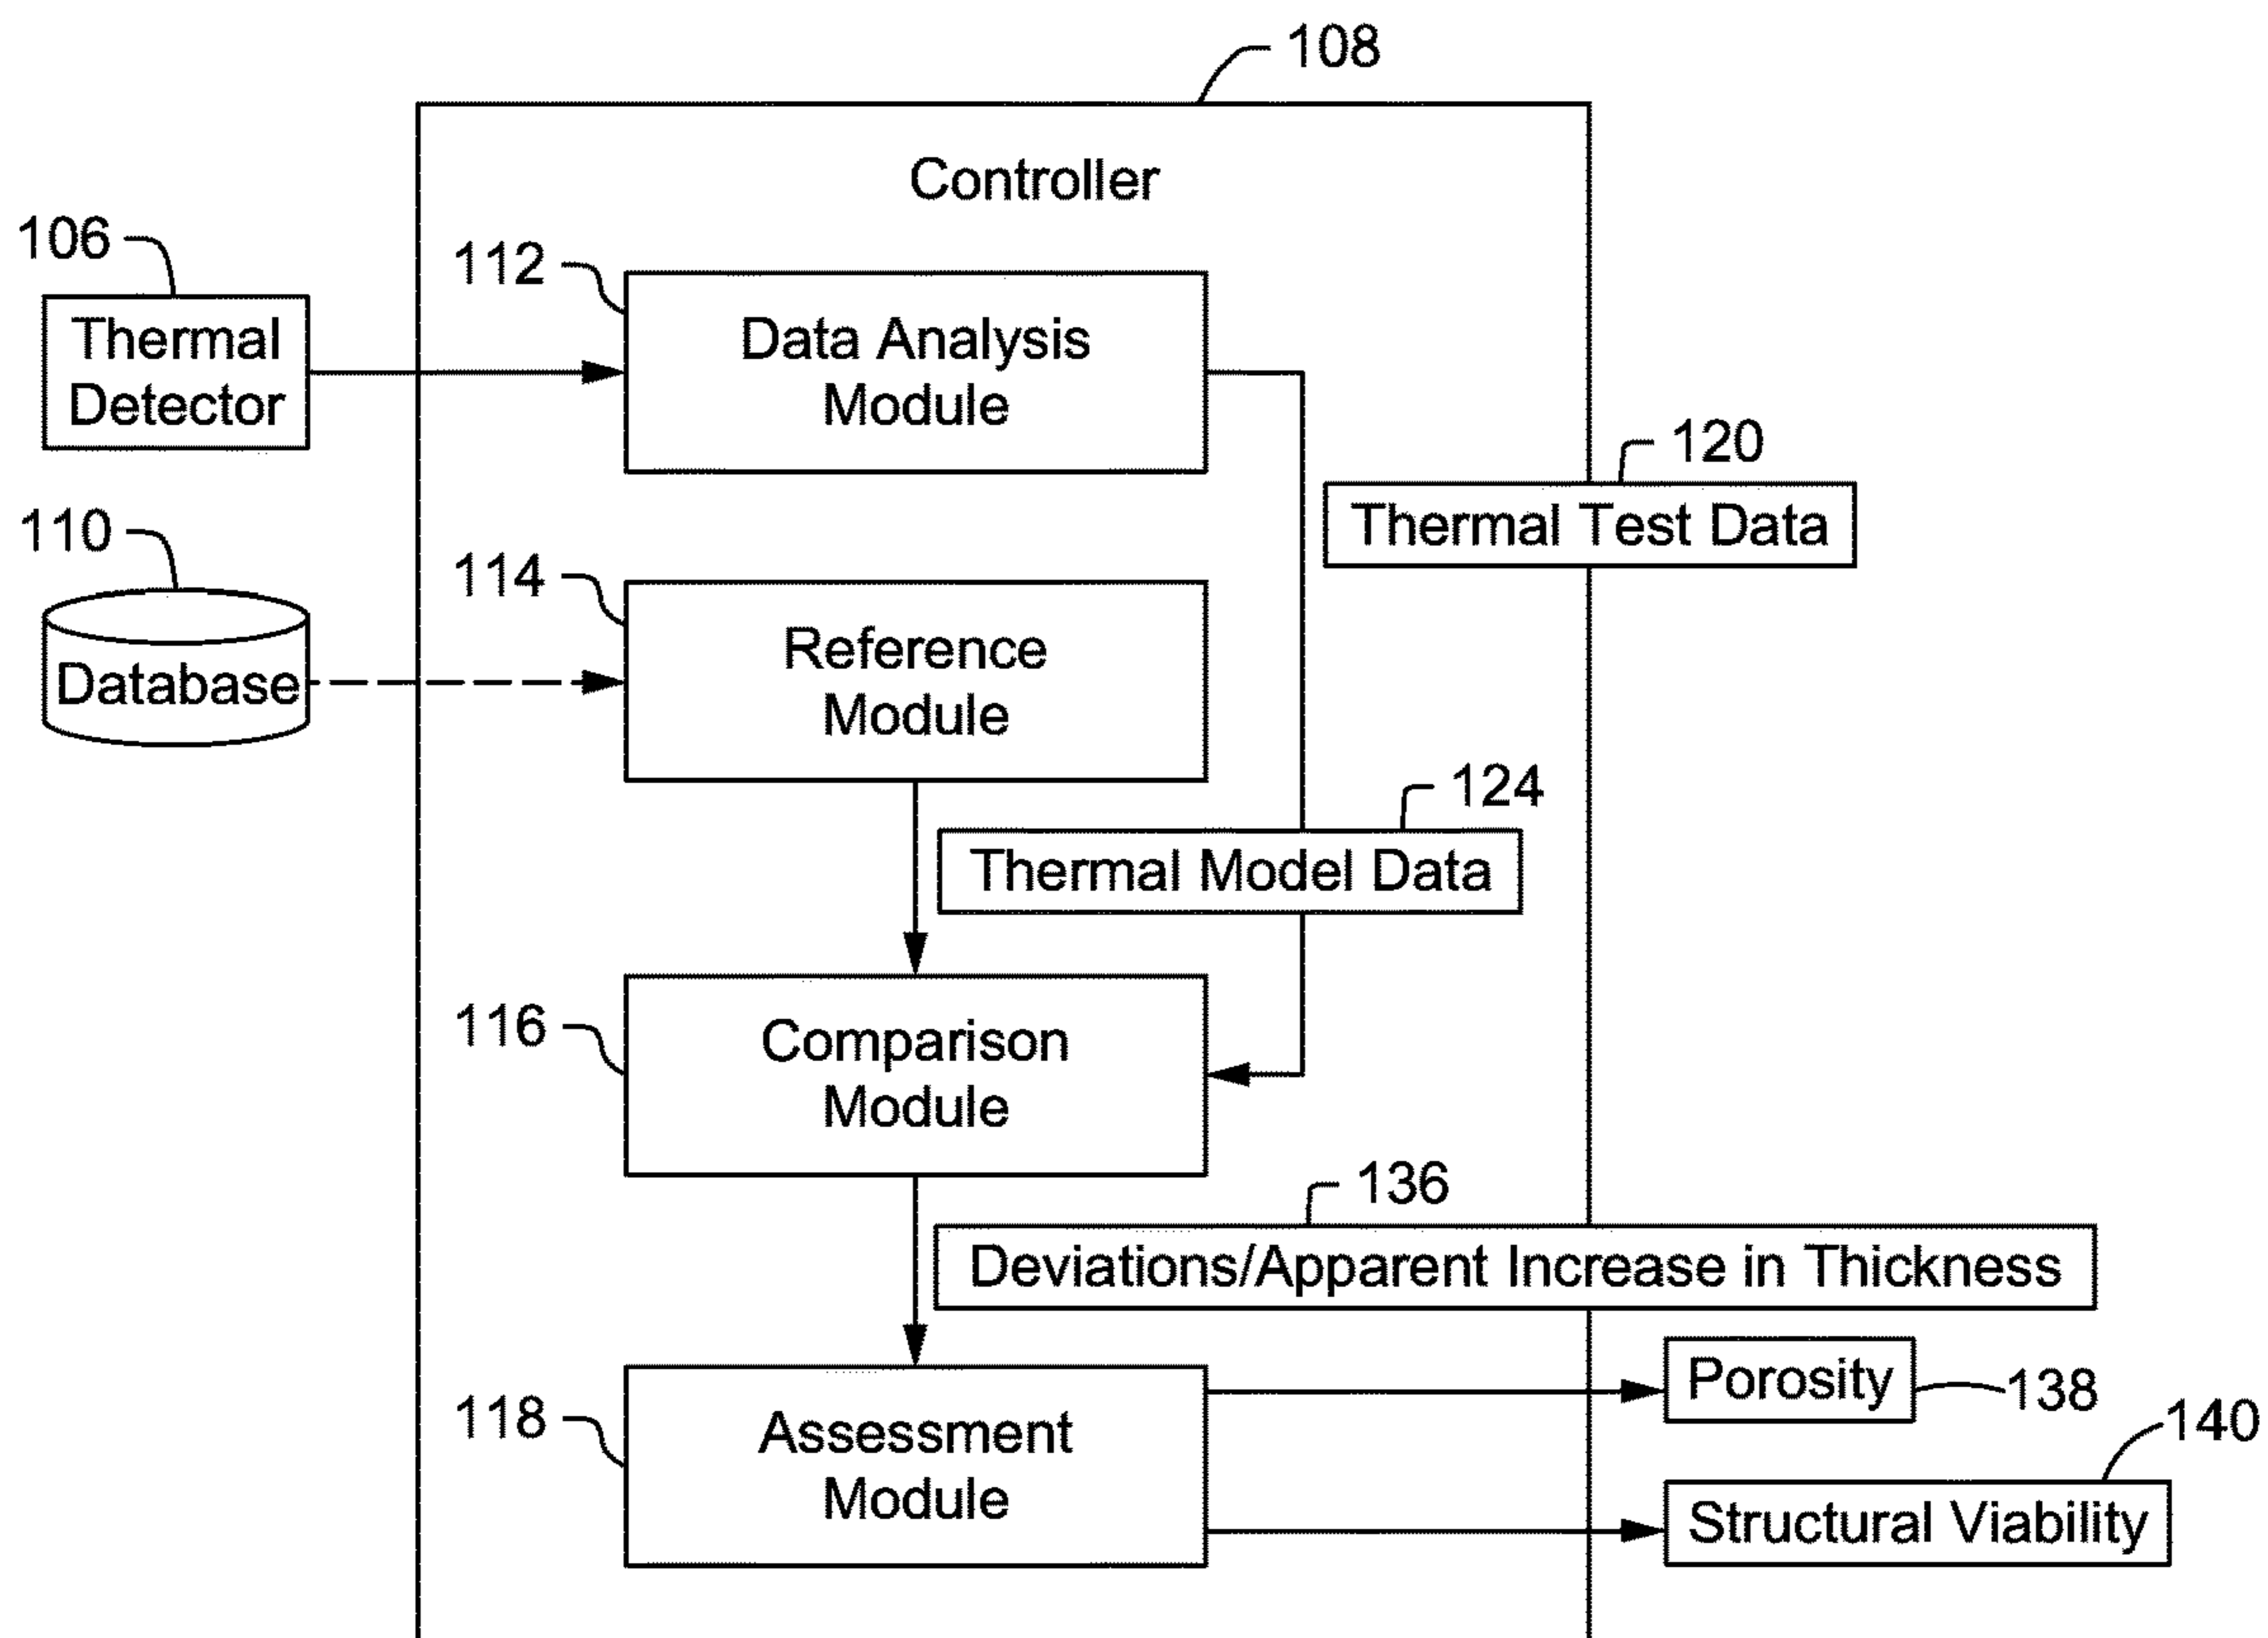 108
Controller
106
112
Thermal
Detector
Data Analysis
Module
120
Thermal Test Data
110
114
Database
Reference
Module
124
Thermal Model Data
116
Comparison
Module
136
Deviations/Apparent Increase in Thickness
118
Assessment
Module
Porosity
138
140
Structural Viability